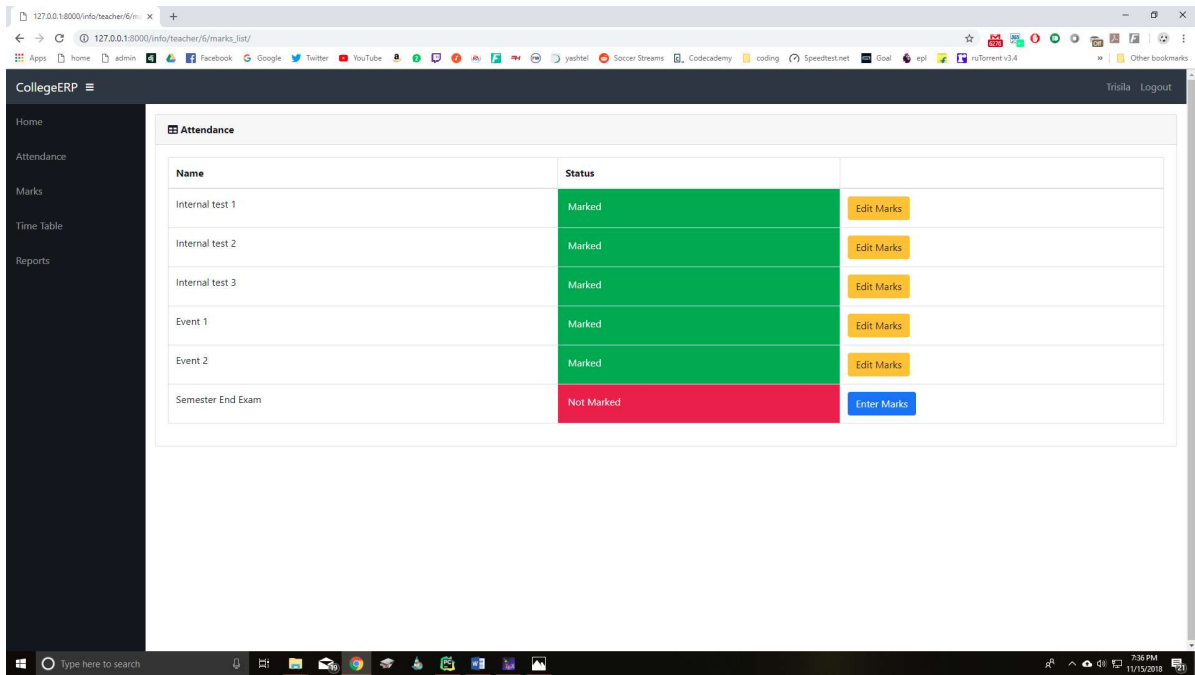 127.0.0.1:8000/info/teacher/6/m
127.0.0.1:8000/info/teacher/6/marks_list/
6276
Off
Apps home admin Facebook Google Twitter YouTube yashtel Soccer Streams Codecademy coding Speedtest.net Goal epl ruTorrent v3.4 » Other bookmarks
CollegeERP Trisila Logout
Home
Attendance
Marks
Time Table
Reports
Attendance
Name Status
Internal test 1 Marked Edit Marks
Internal test 2 Marked Edit Marks
Internal test 3 Marked Edit Marks
Event 1 Marked Edit Marks
Event 2 Marked Edit Marks
Semester End Exam Not Marked Enter Marks
Type here to search
19
7:36 PM
11/15/2018
21